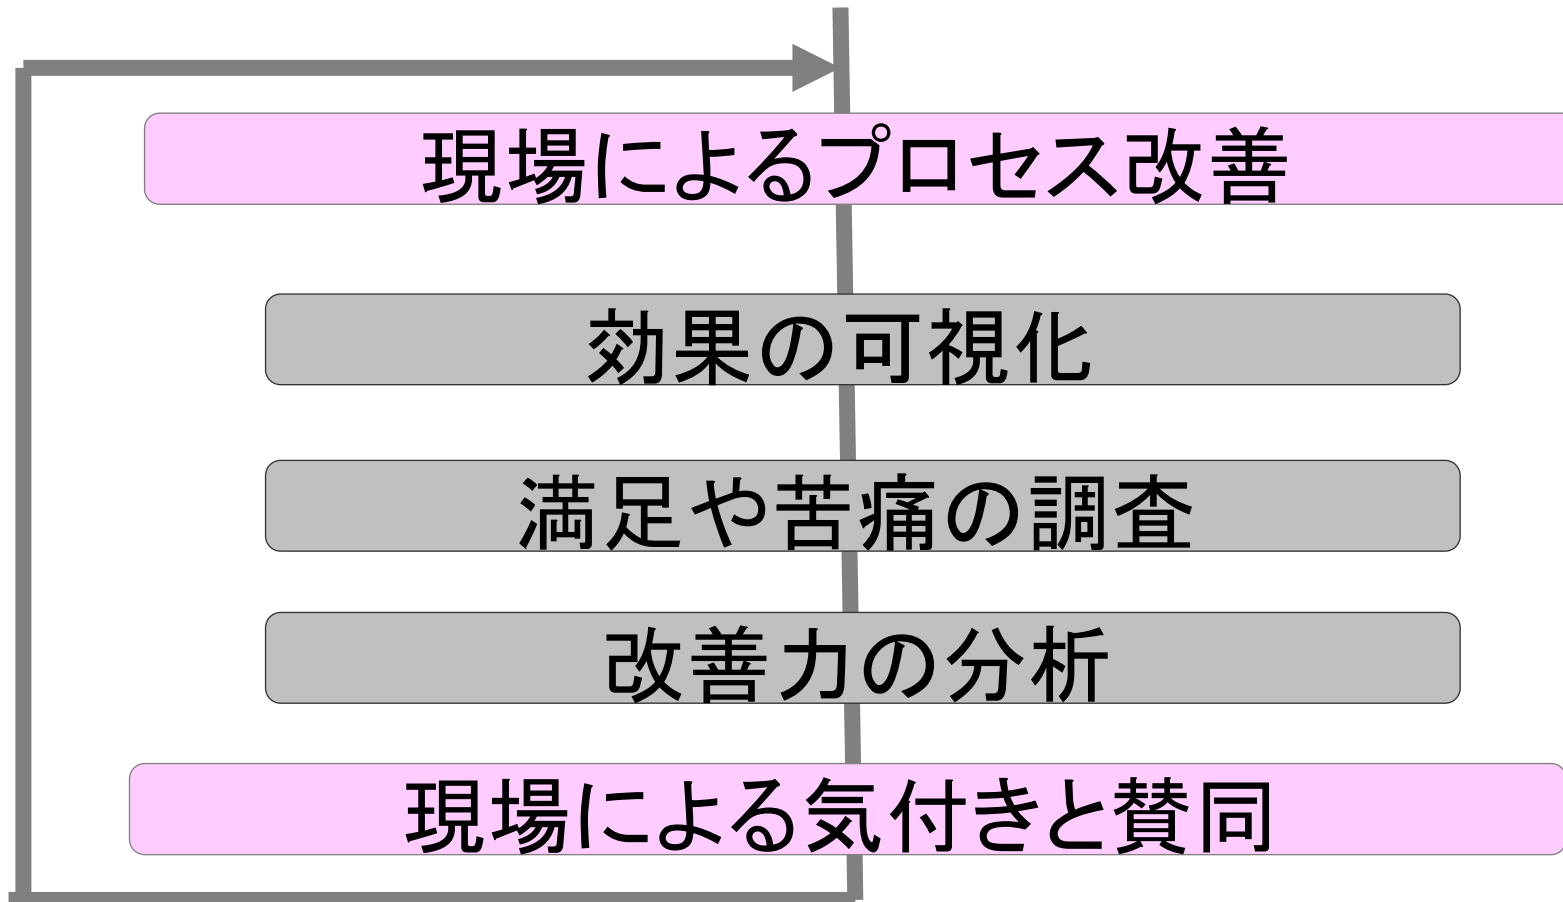 現場によるプロセス改善
効果の可視化
満足や苦痛の調査
改善力の分析
現場による気付きと賛同